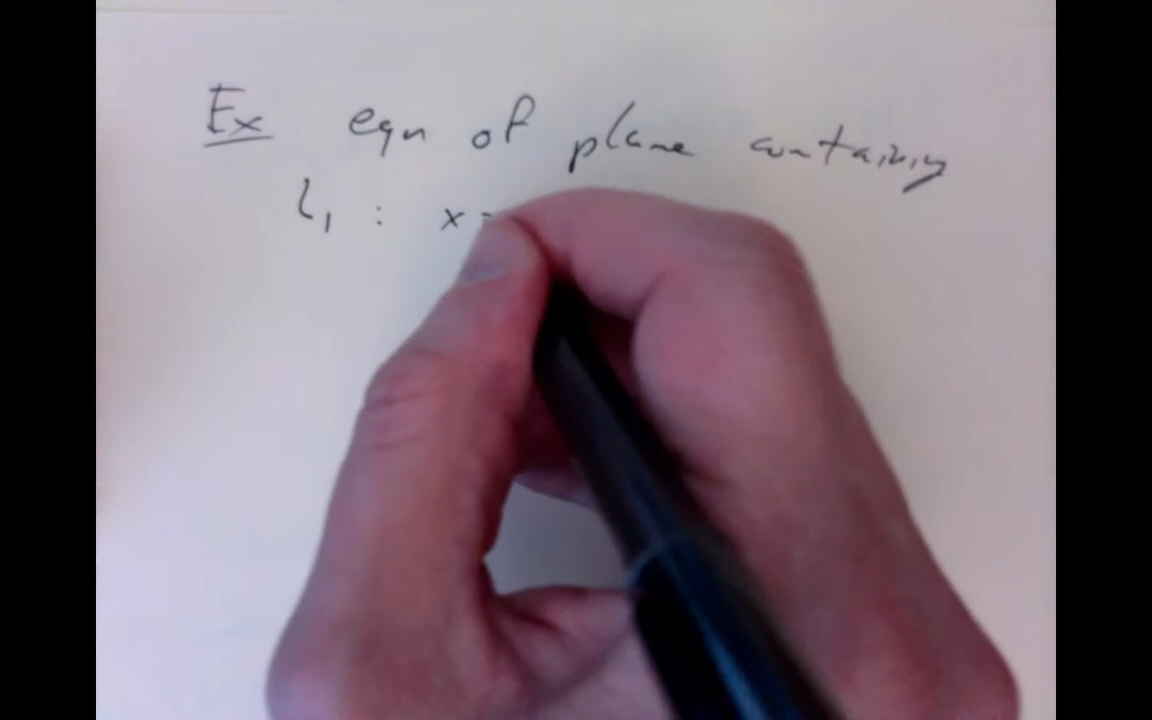 Ex eqn of plane containing
L₁ : x =